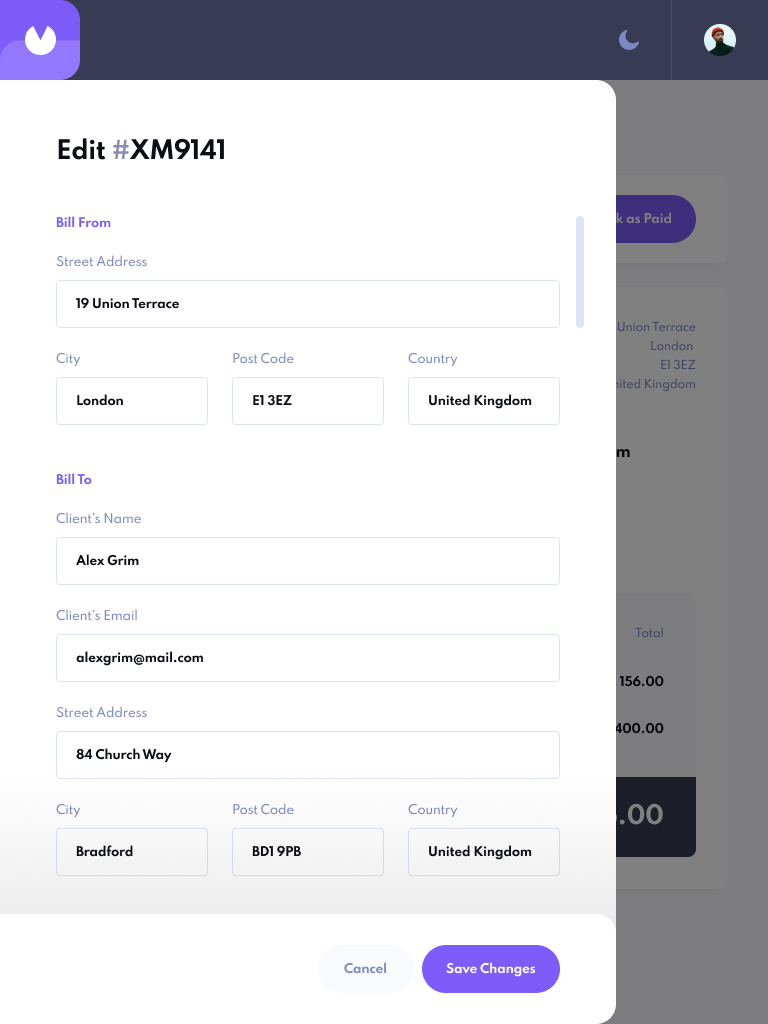 Edit #XM9141
as Paid
Bill From
Street Address
19 Union Terrace
Union Terrace
London
E1 3EZ
City
Post Code
Country
London
E1 3EZ
United Kingdom
Kingdom
Bill To
Client's Name
Alex Grim
Client's Email
alexgrim@mail.com
Total
156.00
Street Address
400.00
84 Church Way
City
Post Code
Country
.00
Bradford
BD1 9PB
United Kingdom
Cancel
Save Changes